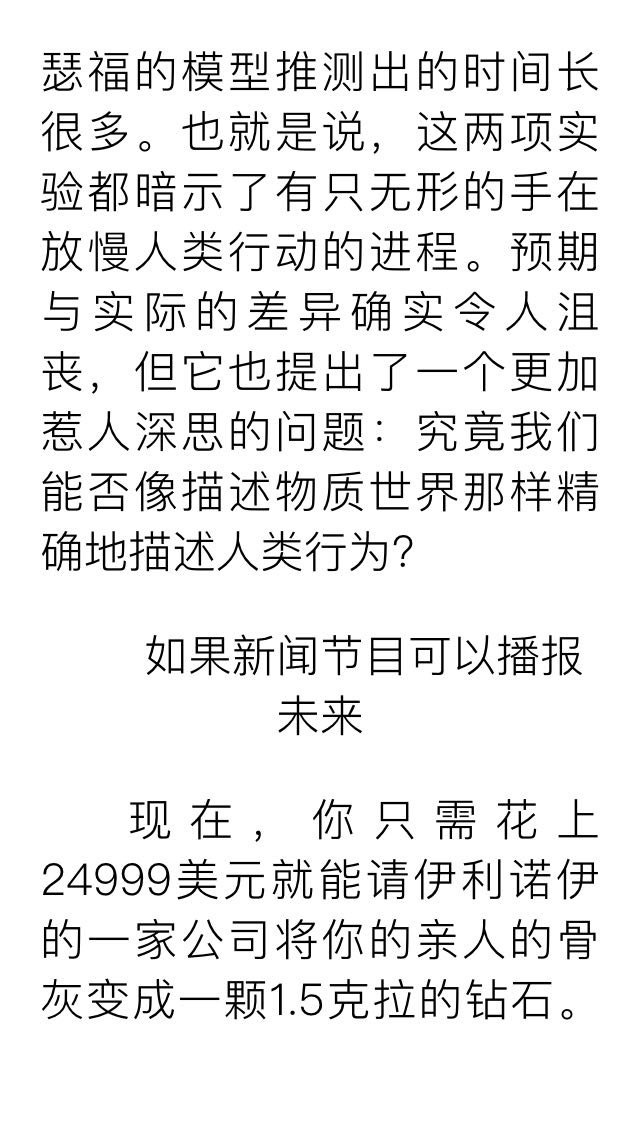 瑟福的模型推测出的时间长
很多。也就是说，这两项实
验都暗示了有只无形的手在
放慢人类行动的进程。预期
与实际的差异确实令人沮
丧，但它也提出了一个更加
惹人深思的问题：究竟我们
能否像描述物质世界那样精
确地描述人类行为？
如果新闻节目可以播报
未来
现在，你只需花上
24999美元就能请伊利诺伊
的一家公司将你的亲人的骨
灰变成一颗1.5克拉的钻石。